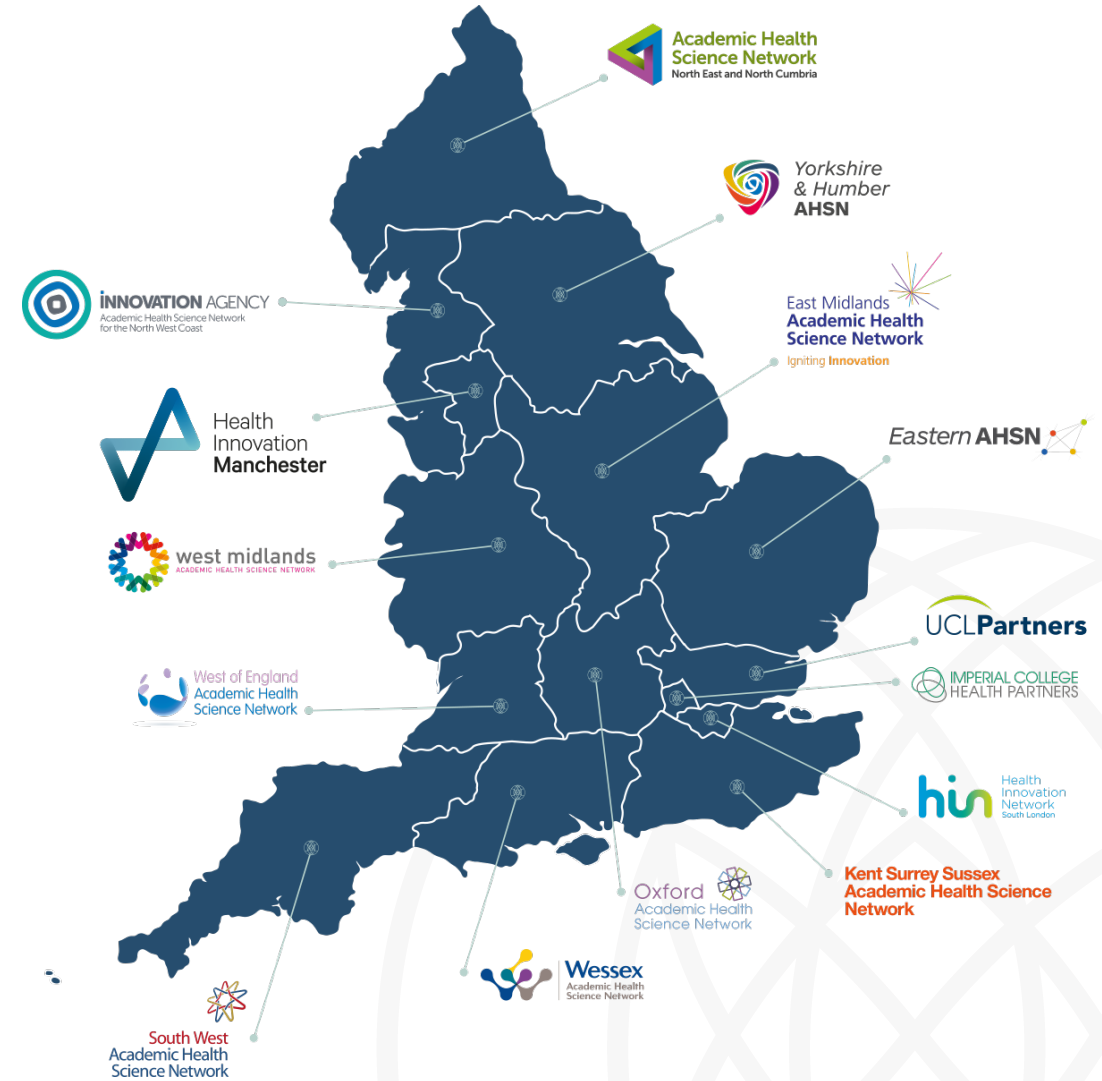 Academic Health
Science Network
North East and North Cumbria
Yorkshire
& Humber
AHSN
INNOVATION AGENCY
Academic Health Science Network
for the North West Coast
East Midlands
Academic Health
Science Network
Igniting Innovation
Health
Innovation
Manchester
Eastern AHSN
west midlands
ACADEMIC HEALTH SCIENCE NETWORK
UCLPartners
West of England
Academic Health
Science Network
IMPERIAL COLLEGE
HEALTH PARTNERS
hin
Health
Innovation
Network
South London
Kent Surrey Sussex
Academic Health Science
Network
Oxford
Academic Health
Science Network
Wessex
Academic Health
Science Network
South West
Academic Health
Science Network